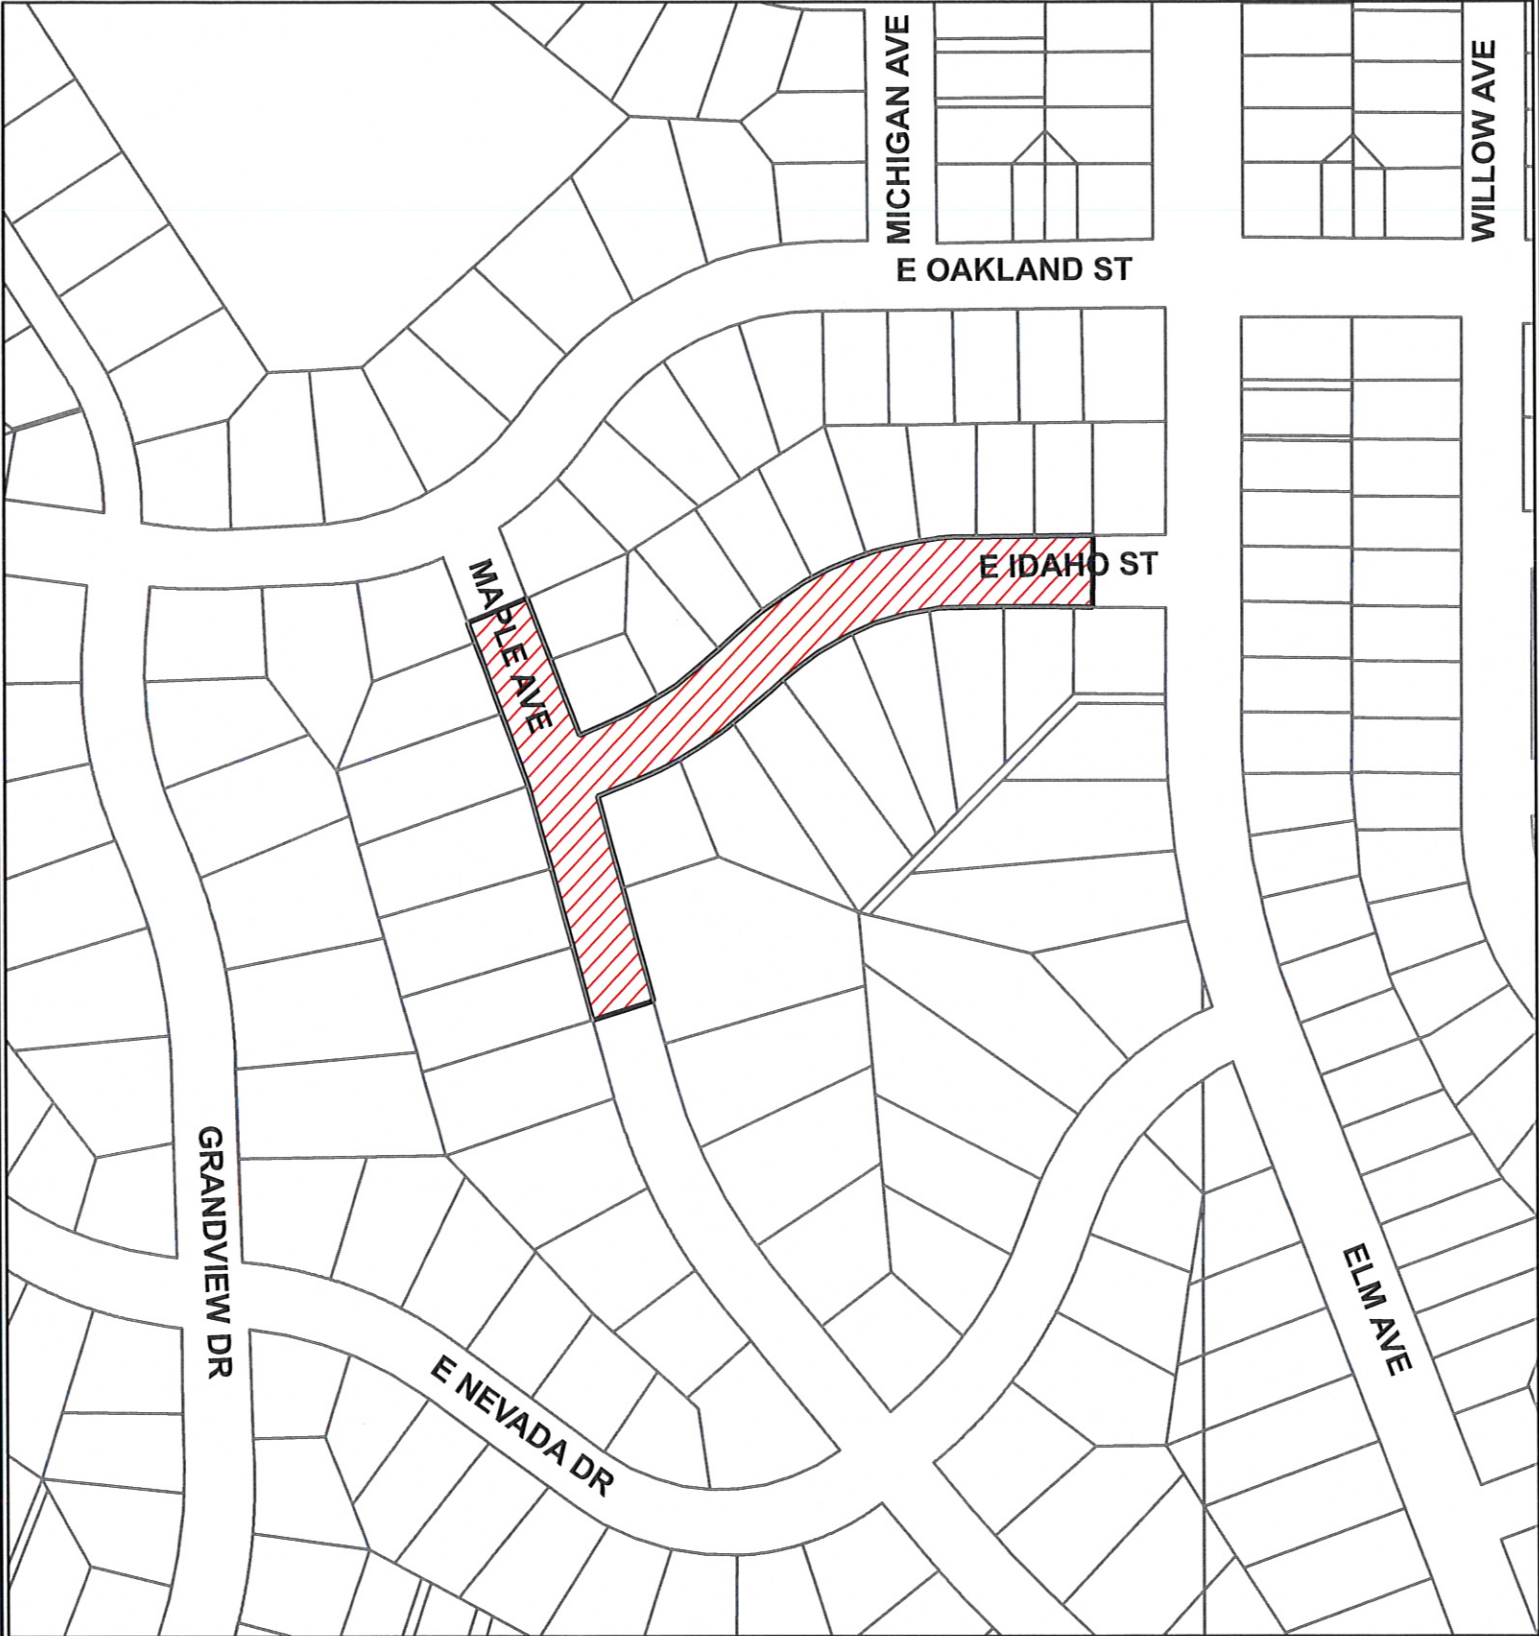 MICHIGAN AVE
WILLOW AVE
E OAKLAND ST
E IDAHO ST
MAPLE AVE
GRANDVIEW DR
E NEVADA DR
ELM AVE